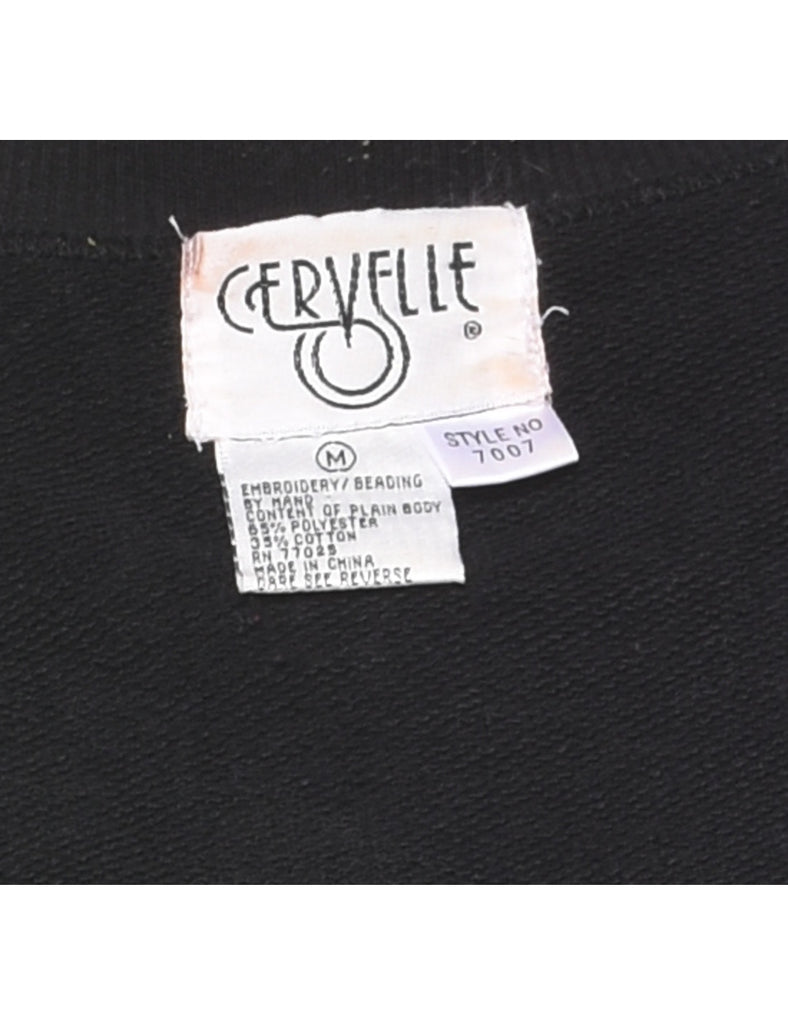 CERVELLE
®
STYLE NO
7007
M
EMBROIDERY/BEADING
BY HAND
CONTENT OF PLAIN BODY
65% POLYESTER
35% COTTON
RN 77025
MADE IN CHINA
CARE SEE REVERSE